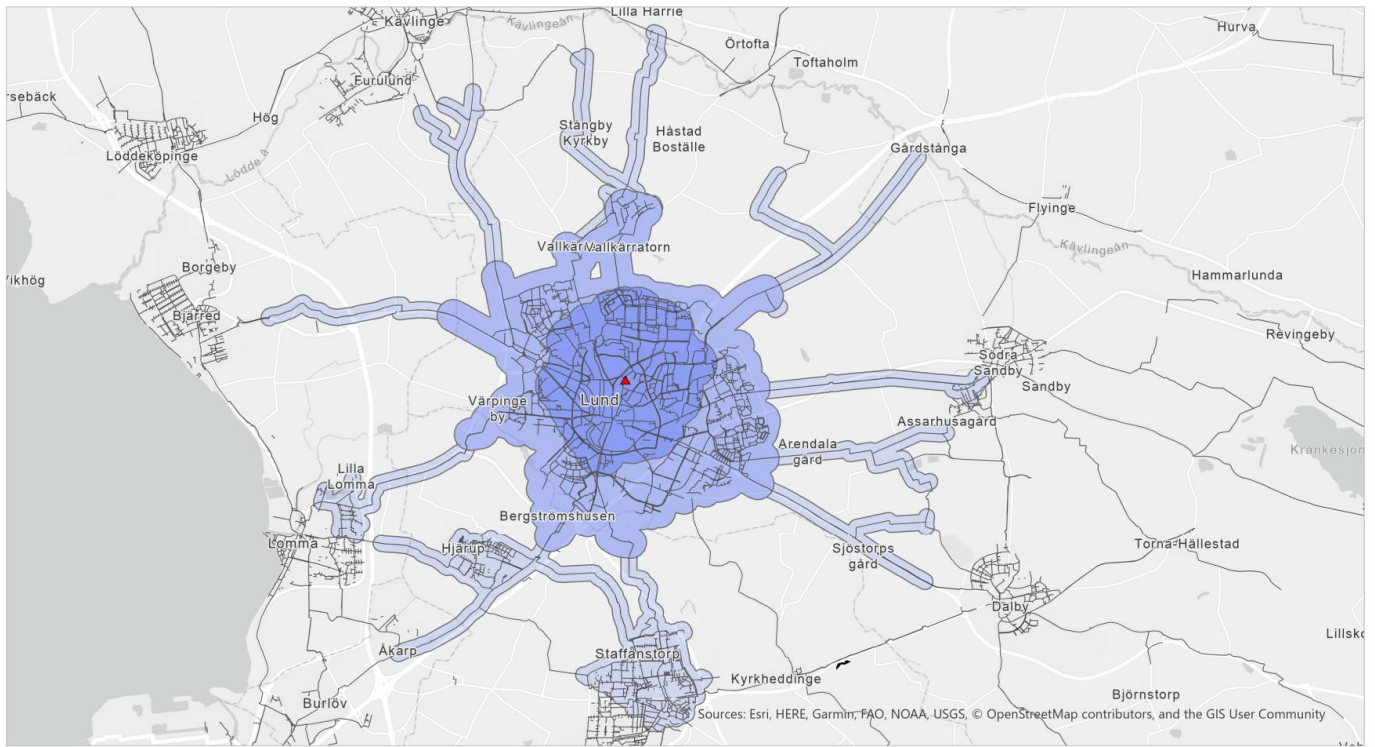 Lilla Harrie
Kävlinge
Kävlingeån
Hurva
Örtofta
Toftaholm
Furulund
Hög
Stångby
Kyrkby
Håstad
Boställe
Löddeköpinge
Lödde å
Gårdstånga
Flyinge
Kävlingeån
Vallkärratorn
Borgeby
Hammarlunda
Bjärred
Revingeby
Södra
Sandby
Sandby
Värpinge
by
Lund
Assarhusagård
Arendala
gård
Lilla
Lomma
Bergströmshusen
Lomma
Hjärup
Sjöstorps
gård
Torna-Hällestad
Dalby
Åkarp
Staffanstorp
Kyrkheddinge
Burlöv
Björnstorp
Sources: Esri, HERE, Garmin, FAO, NOAA, USGS, © OpenStreetMap contributors, and the GIS User Community